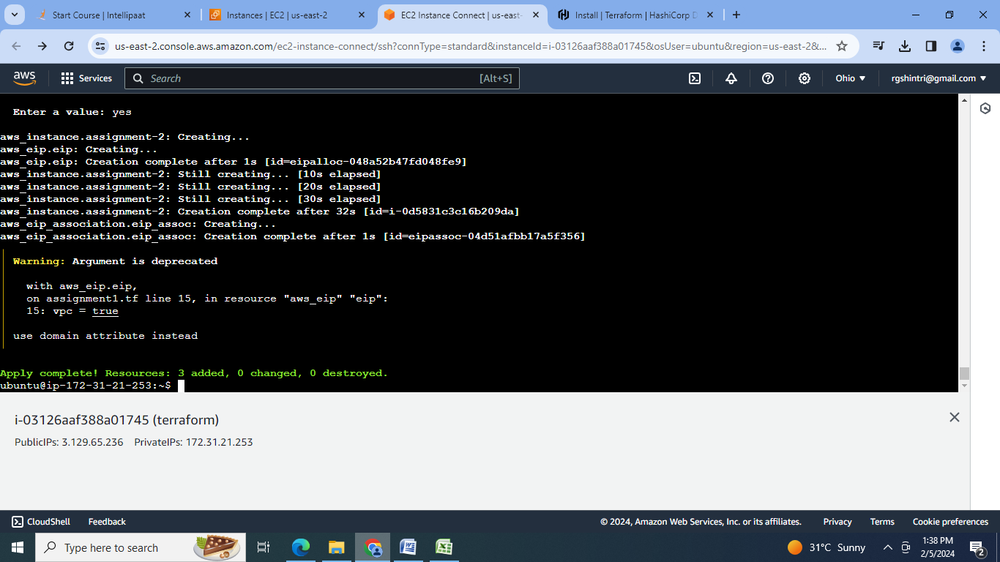 Start Course | Intellipaat
Instances | EC2 | us-east-2
EC2 Instance Connect | us-east-
Install | Terraform | HashiCorp D
us-east-2.console.aws.amazon.com/ec2-instance-connect/ssh?connType=standard&instanceId=i-03126aaf388a01745&osUser=ubuntu&region=us-east-2&...
aws
Services
Search
[Alt+S]
Ohio
rgshintri@gmail.com
Enter a value: yes
aws_instance.assignment-2: Creating...
aws_eip.eip: Creating...
aws_eip.eip: Creation complete after 1s [id=eipalloc-048a52b47fd048fe9]
aws_instance.assignment-2: Still creating... [10s elapsed]
aws_instance.assignment-2: Still creating... [20s elapsed]
aws_instance.assignment-2: Still creating... [30s elapsed]
aws_instance.assignment-2: Creation complete after 32s [id=i-0d5831c3c16b209da]
aws_eip_association.eip_assoc: Creating...
aws_eip_association.eip_assoc: Creation complete after 1s [id=eipassoc-04d51afbb17a5f356]
Warning: Argument is deprecated
with aws_eip.eip,
on assignment1.tf line 15, in resource "aws_eip" "eip":
15: vpc = true
use domain attribute instead
Apply complete! Resources: 3 added, 0 changed, 0 destroyed.
ubuntu@ip-172-31-21-253:~$
i-03126aaf388a01745 (terraform)
PublicIPs: 3.129.65.236 PrivateIPs: 172.31.21.253
CloudShell
Feedback
© 2024, Amazon Web Services, Inc. or its affiliates.
Privacy
Terms
Cookie preferences
Type here to search
31°C Sunny
1:38 PM
2/5/2024
2